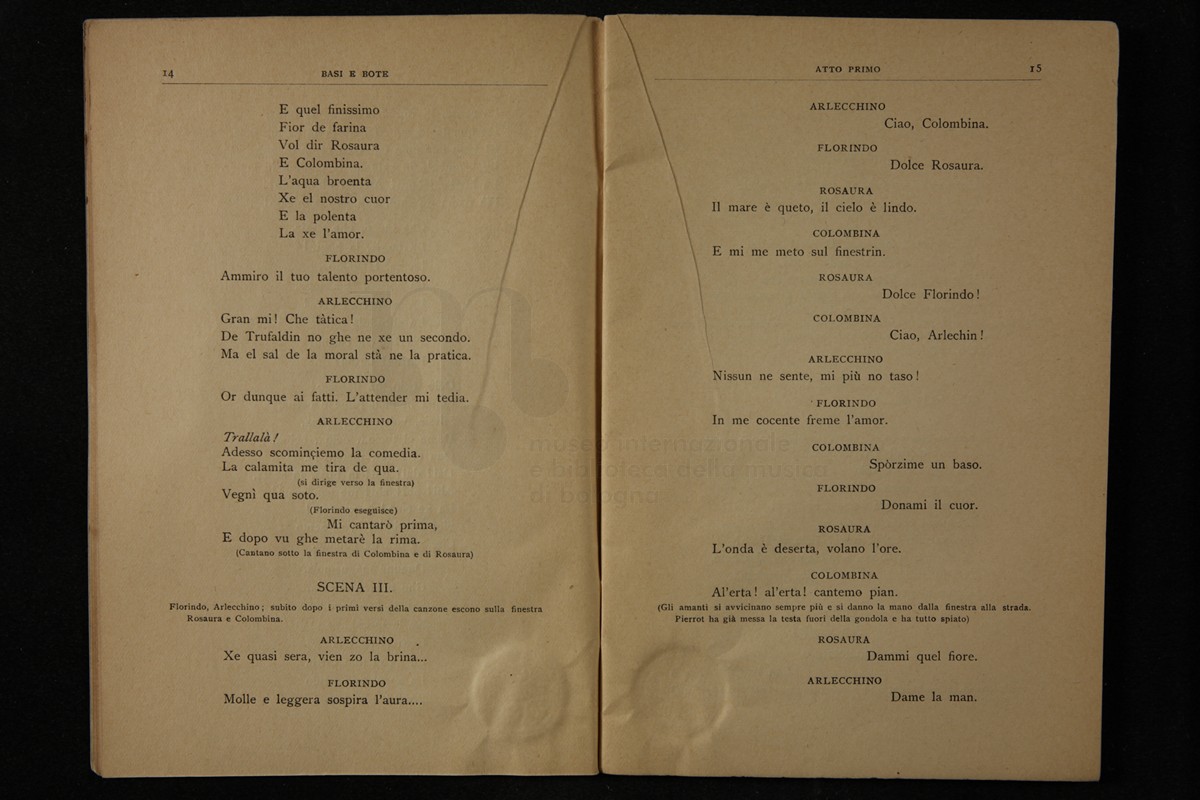 14
BASI E BOTE
E quel finissimo
Fior de farina
Vol dir Rosaura
E Colombina.
L'aqua broenta
Xe el nostro cuor
E la polenta
La xe l'amor.
FLORINDO
Ammiro il tuo talento portentoso.
ARLECCHINO
Gran mi! Che tàtica!
De Trufaldin no ghe ne xe un secondo.
Ma el sal de la moral stà ne la pratica.
FLORINDO
Or dunque ai fatti. L'attender mi tedia.
ARLECCHINO
Trallalà!
Adesso scominçiemo la comedia.
La calamita me tira de qua.
(si dirige verso la finestra)
Vegnì qua soto.
(Florindo eseguisce)
Mi cantarò prima,
E dopo vu ghe metarè la rima.
(Cantano sotto la finestra di Colombina e di Rosaura)
SCENA III.
Florindo, Arlecchino; subito dopo i primi versi della canzone escono sulla finestra
Rosaura e Colombina.
ARLECCHINO
Xe quasi sera, vien zo la brina...
FLORINDO
Molle e leggera sospira l'aura....
ATTO PRIMO
15
ARLECCHINO
Ciao, Colombina.
FLORINDO
Dolce Rosaura.
ROSAURA
Il mare è queto, il cielo è lindo.
COLOMBINA
E mi me meto sul finestrin.
ROSAURA
Dolce Florindo!
COLOMBINA
Ciao, Arlechin!
ARLECCHINO
Nissun ne sente, mi più no taso!
FLORINDO
In me cocente freme l'amor.
COLOMBINA
Spòrzime un baso.
FLORINDO
Donami il cuor.
ROSAURA
L'onda è deserta, volano l'ore.
COLOMBINA
Al'erta! al'erta! cantemo pian.
(Gli amanti si avvicinano sempre più e si danno la mano dalla finestra alla strada.
Pierrot ha già messa la testa fuori della gondola e ha tutto spiato)
ROSAURA
Dammi quel fiore.
ARLECCHINO
Dame la man.
museo internazionale
e biblioteca della musica
di bologna